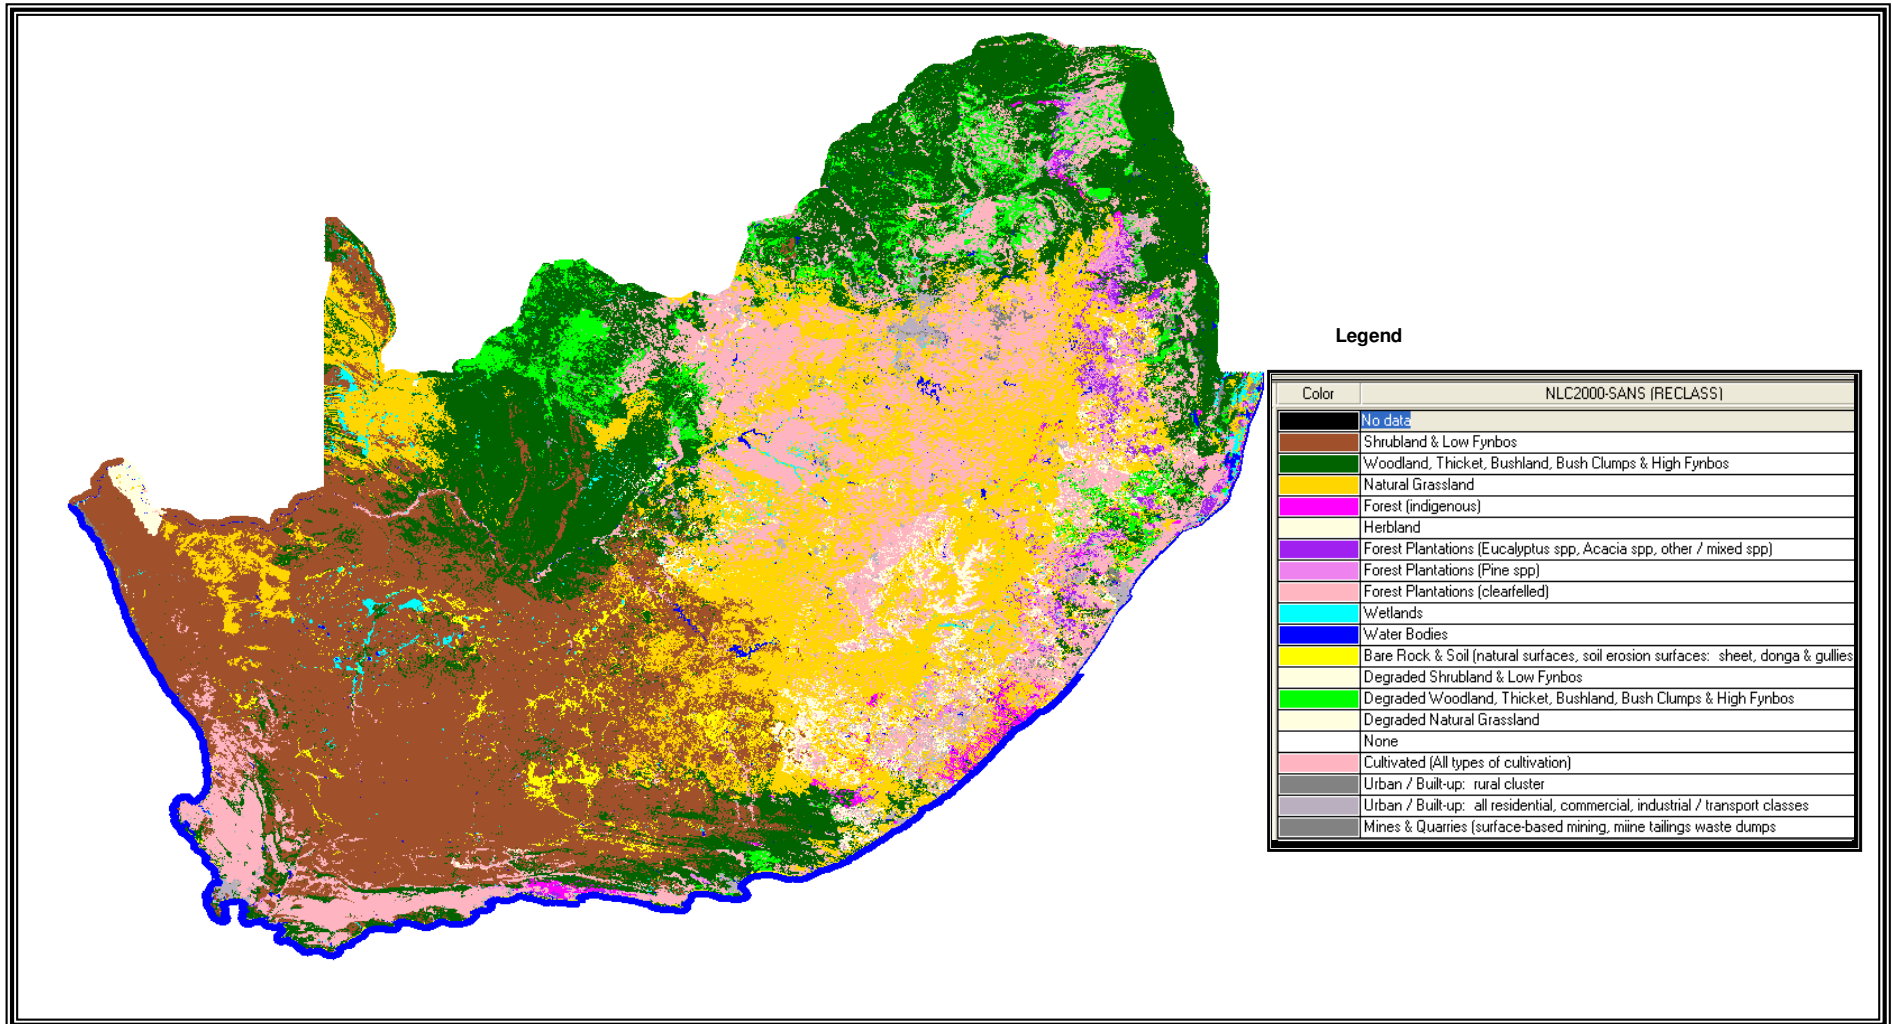 Legend
Color NLC2000-SANS (RECLASS)
No data
Shrubland & Low Fynbos
Woodland, Thicket, Bushland, Bush Clumps & High Fynbos
Natural Grassland
Forest (indigenous)
Herbland
Forest Plantations (Eucalyptus spp, Acacia spp, other / mixed spp)
Forest Plantations (Pine spp)
Forest Plantations (clearfelled)
Wetlands
Water Bodies
Bare Rock & Soil (natural surfaces, soil erosion surfaces: sheet, donga & gullies
Degraded Shrubland & Low Fynbos
Degraded Woodland, Thicket, Bushland, Bush Clumps & High Fynbos
Degraded Natural Grassland
None
Cultivated (All types of cultivation)
Urban / Built-up: rural cluster
Urban / Built-up: all residential, commercial, industrial / transport classes
Mines & Quarries (surface-based mining, miine tailings waste dumps